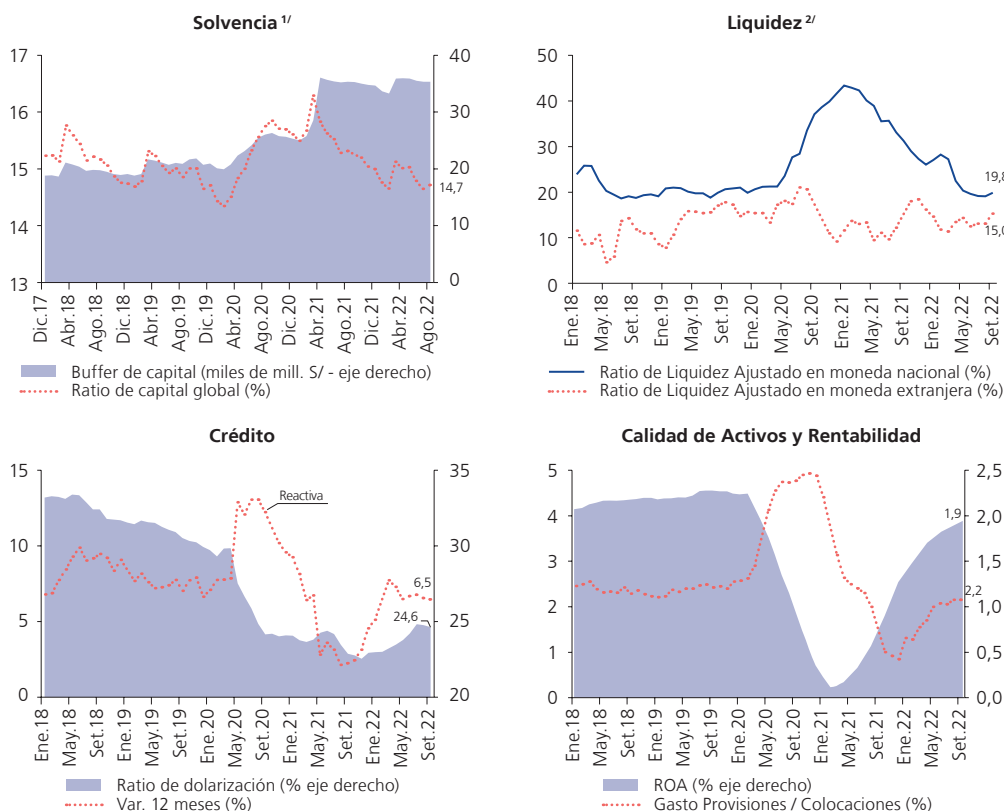 Solvencia 1/
17
16
15
14
13
40
30
20
10
0
14,7
Dic.17
Abr.18
Ago.18
Dic.18
Abr.19
Ago.19
Dic.19
Abr.20
Ago.20
Dic.20
Abr.21
Ago.21
Dic.21
Abr.22
Ago.22
Buffer de capital (miles de mill. S/ - eje derecho)
Ratio de capital global (%)
Liquidez 2/
50
40
30
20
10
0
19,8
15,0
Ene.18
May.18
Set.18
Ene.19
May.19
Set.19
Ene.20
May.20
Set.20
Ene.21
May.21
Set.21
Ene.22
May.22
Set.22
Ratio de Liquidez Ajustado en moneda nacional (%)
Ratio de Liquidez Ajustado en moneda extranjera (%)
Crédito
15
10
5
0
35
30
25
20
Reactiva
6,5
24,6
Ene.18
May.18
Set.18
Ene.19
May.19
Set.19
Ene.20
May.20
Set.20
Ene.21
May.21
Set.21
Ene.22
May.22
Set.22
Ratio de dolarización (% eje derecho)
Var. 12 meses (%)
Calidad de Activos y Rentabilidad
5
4
3
2
1
0
2,5
2,0
1,5
1,0
0,5
0,0
1,9
2,2
Ene.18
May.18
Set.18
Ene.19
May.19
Set.19
Ene.20
May.20
Set.20
Ene.21
May.21
Set.21
Ene.22
May.22
Set.22
ROA (% eje derecho)
Gasto Provisiones / Colocaciones (%)